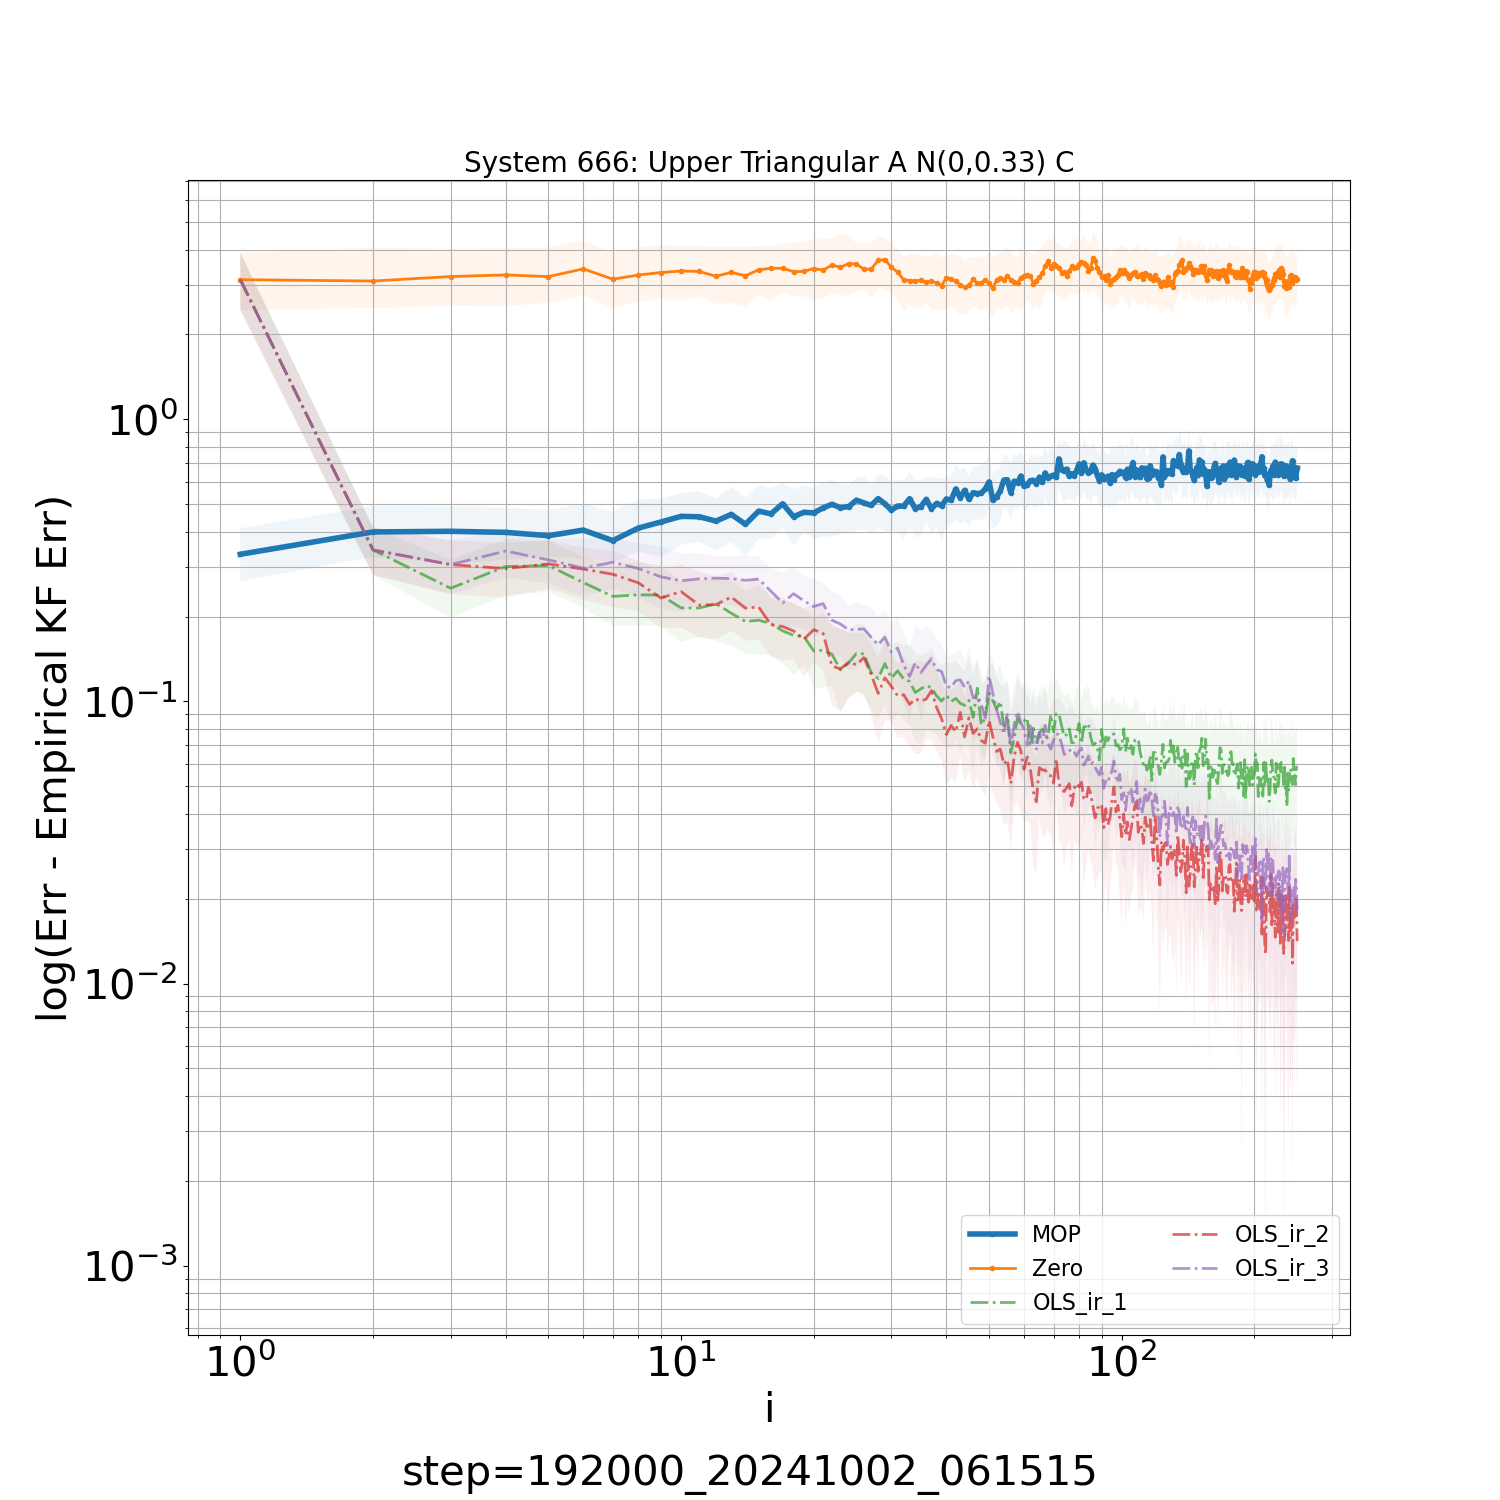 System 666: Upper Triangular A N(0,0.33) C
log(Err - Empirical KF Err)
10⁰
10⁻¹
10⁻²
10⁻³
MOP
Zero
OLS_ir_1
OLS_ir_2
OLS_ir_3
10⁰ 10¹ 10²
i
step=192000_20241002_061515